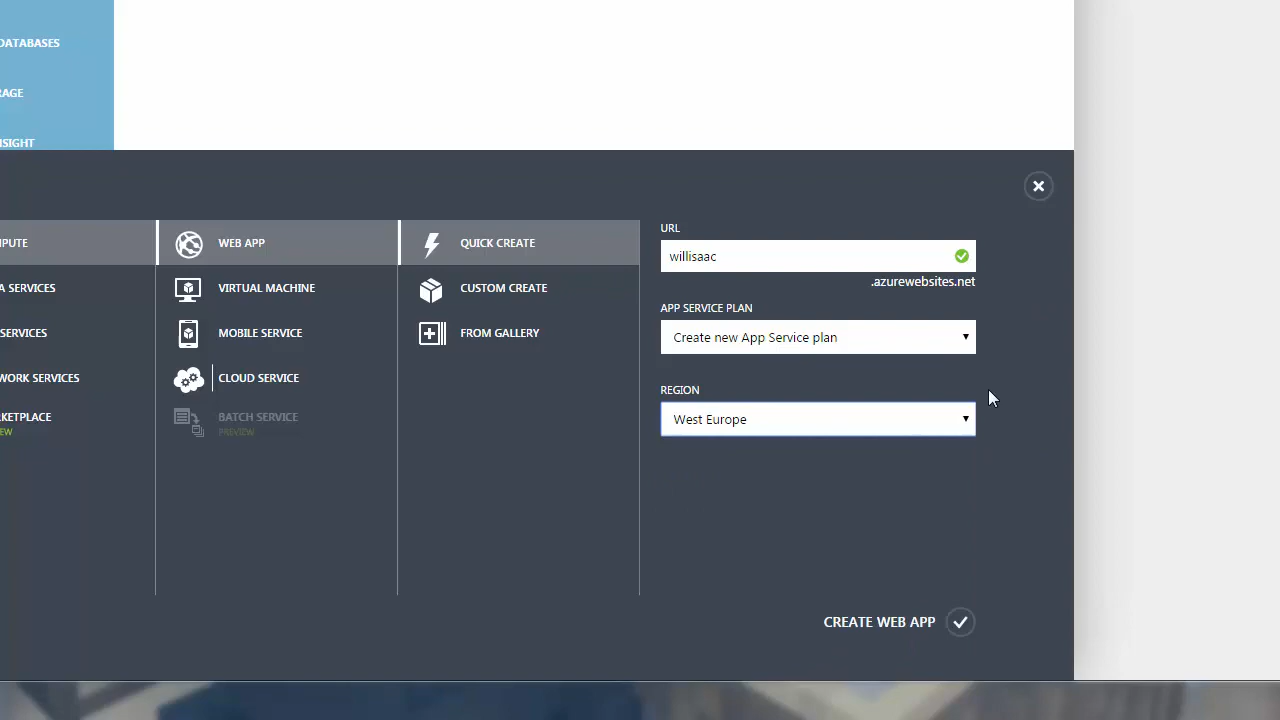 DATABASES
RAGE
NSIGHT
PUTE
A SERVICES
SERVICES
WORK SERVICES
KETPLACE
EW
WEB APP
VIRTUAL MACHINE
MOBILE SERVICE
CLOUD SERVICE
BATCH SERVICE
PREVIEW
QUICK CREATE
CUSTOM CREATE
FROM GALLERY
URL
willisaac
.azurewebsites.net
APP SERVICE PLAN
Create new App Service plan
REGION
West Europe
CREATE WEB APP